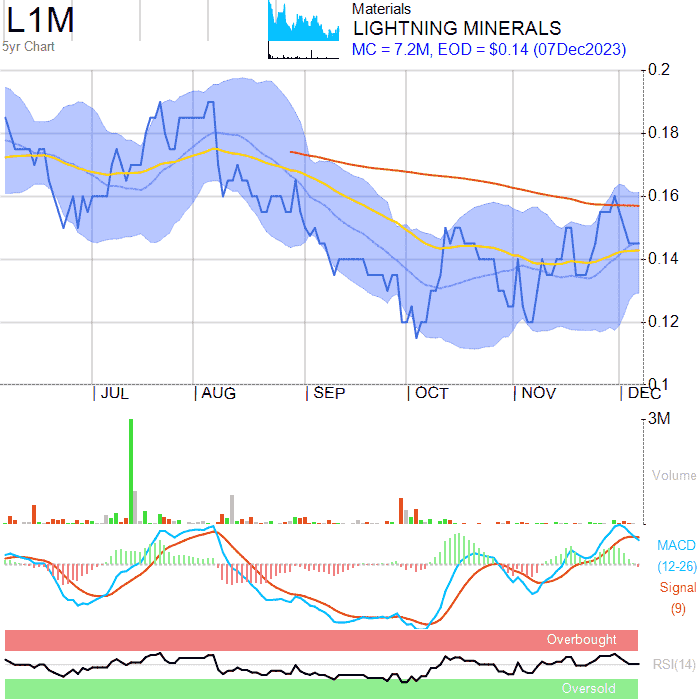 L1M
5yr Chart
Materials
LIGHTNING MINERALS
MC = 7.2M, EOD = $0.14 (07Dec2023)
0.2
0.18
0.16
0.14
0.12
0.1
JUL
AUG
SEP
OCT
NOV
DEC
3M
Volume
MACD
(12-26)
Signal
(9)
Overbought
RSI(14)
Oversold